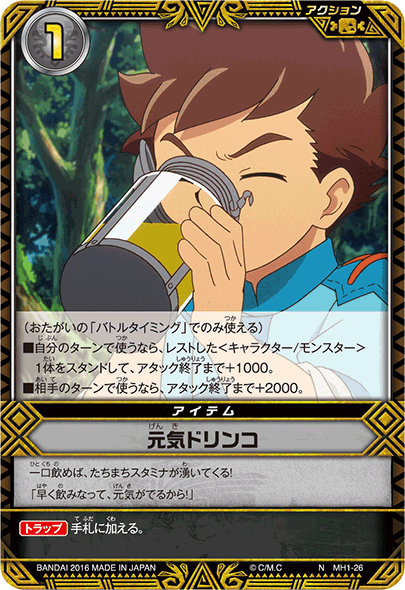 1
アクション
(おたがいの「バトルタイミング」でのみ使える)
■自分のターンで使うなら、レストした<キャラクター/モンスター>
1体をスタンドして、アタック終了まで+1000。
■相手のターンで使うなら、アタック終了まで+2000。
アイテム
元気ドリンコ
一口飲めば、たちまちスタミナが湧いてくる!
「早く飲みなって、元気がでるから!」
トラップ 手札に加える。
BANDAI 2016 MADE IN JAPAN ©C/M.C N MH1-26